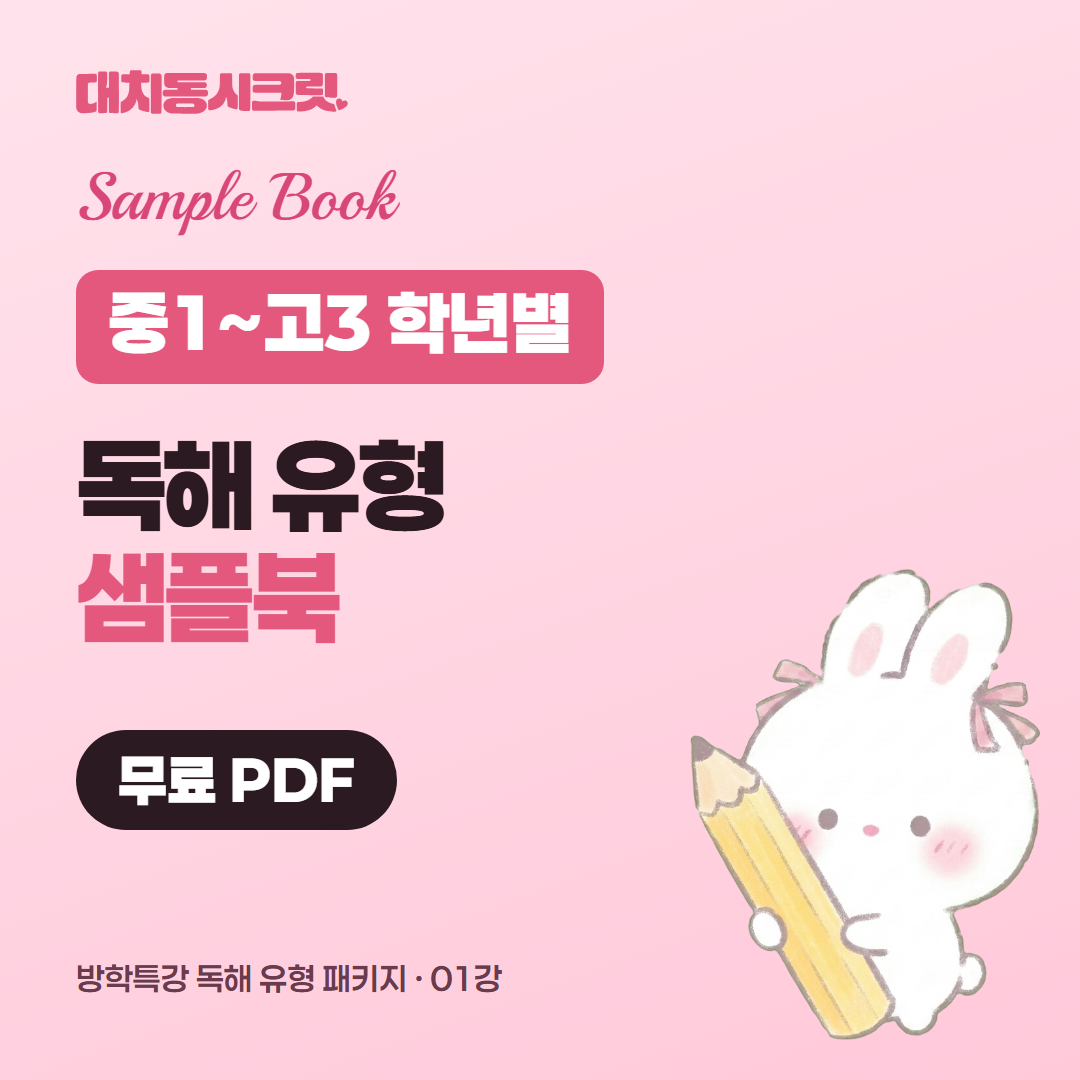 대치동시크릿
Sample Book
중1~고3 학년별
독해 유형
샘플북
무료 PDF
방학특강 독해 유형 패키지 · 01강